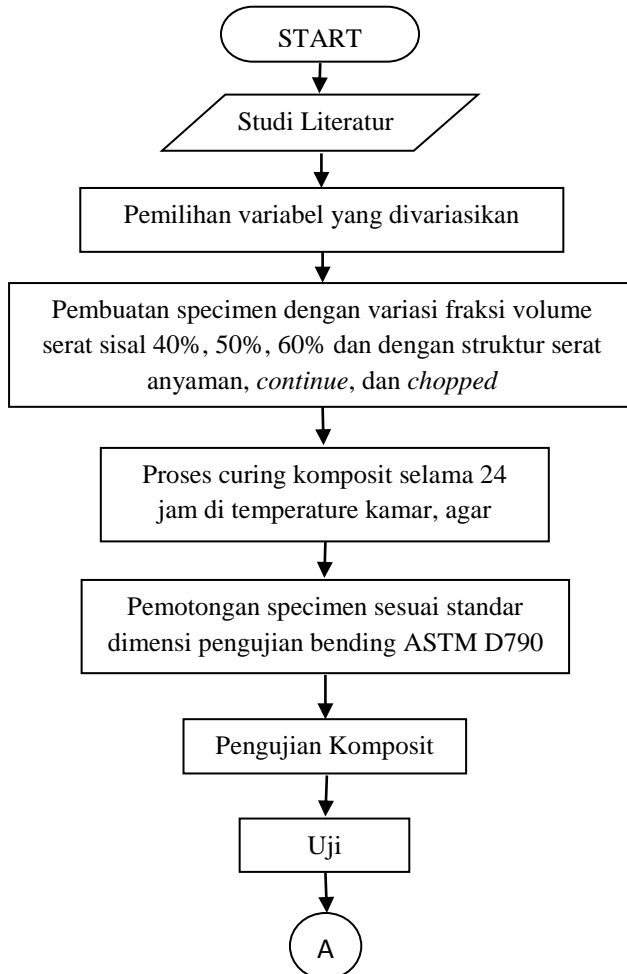 START
Studi Literatur
Pemilihan variabel yang divariasikan
Pembuatan specimen dengan variasi fraksi volume
serat sisal 40%, 50%, 60% dan dengan struktur serat
anyaman, continue, dan chopped
Proses curing komposit selama 24
jam di temperature kamar, agar
Pemotongan specimen sesuai standar
dimensi pengujian bending ASTM D790
Pengujian Komposit
Uji
A